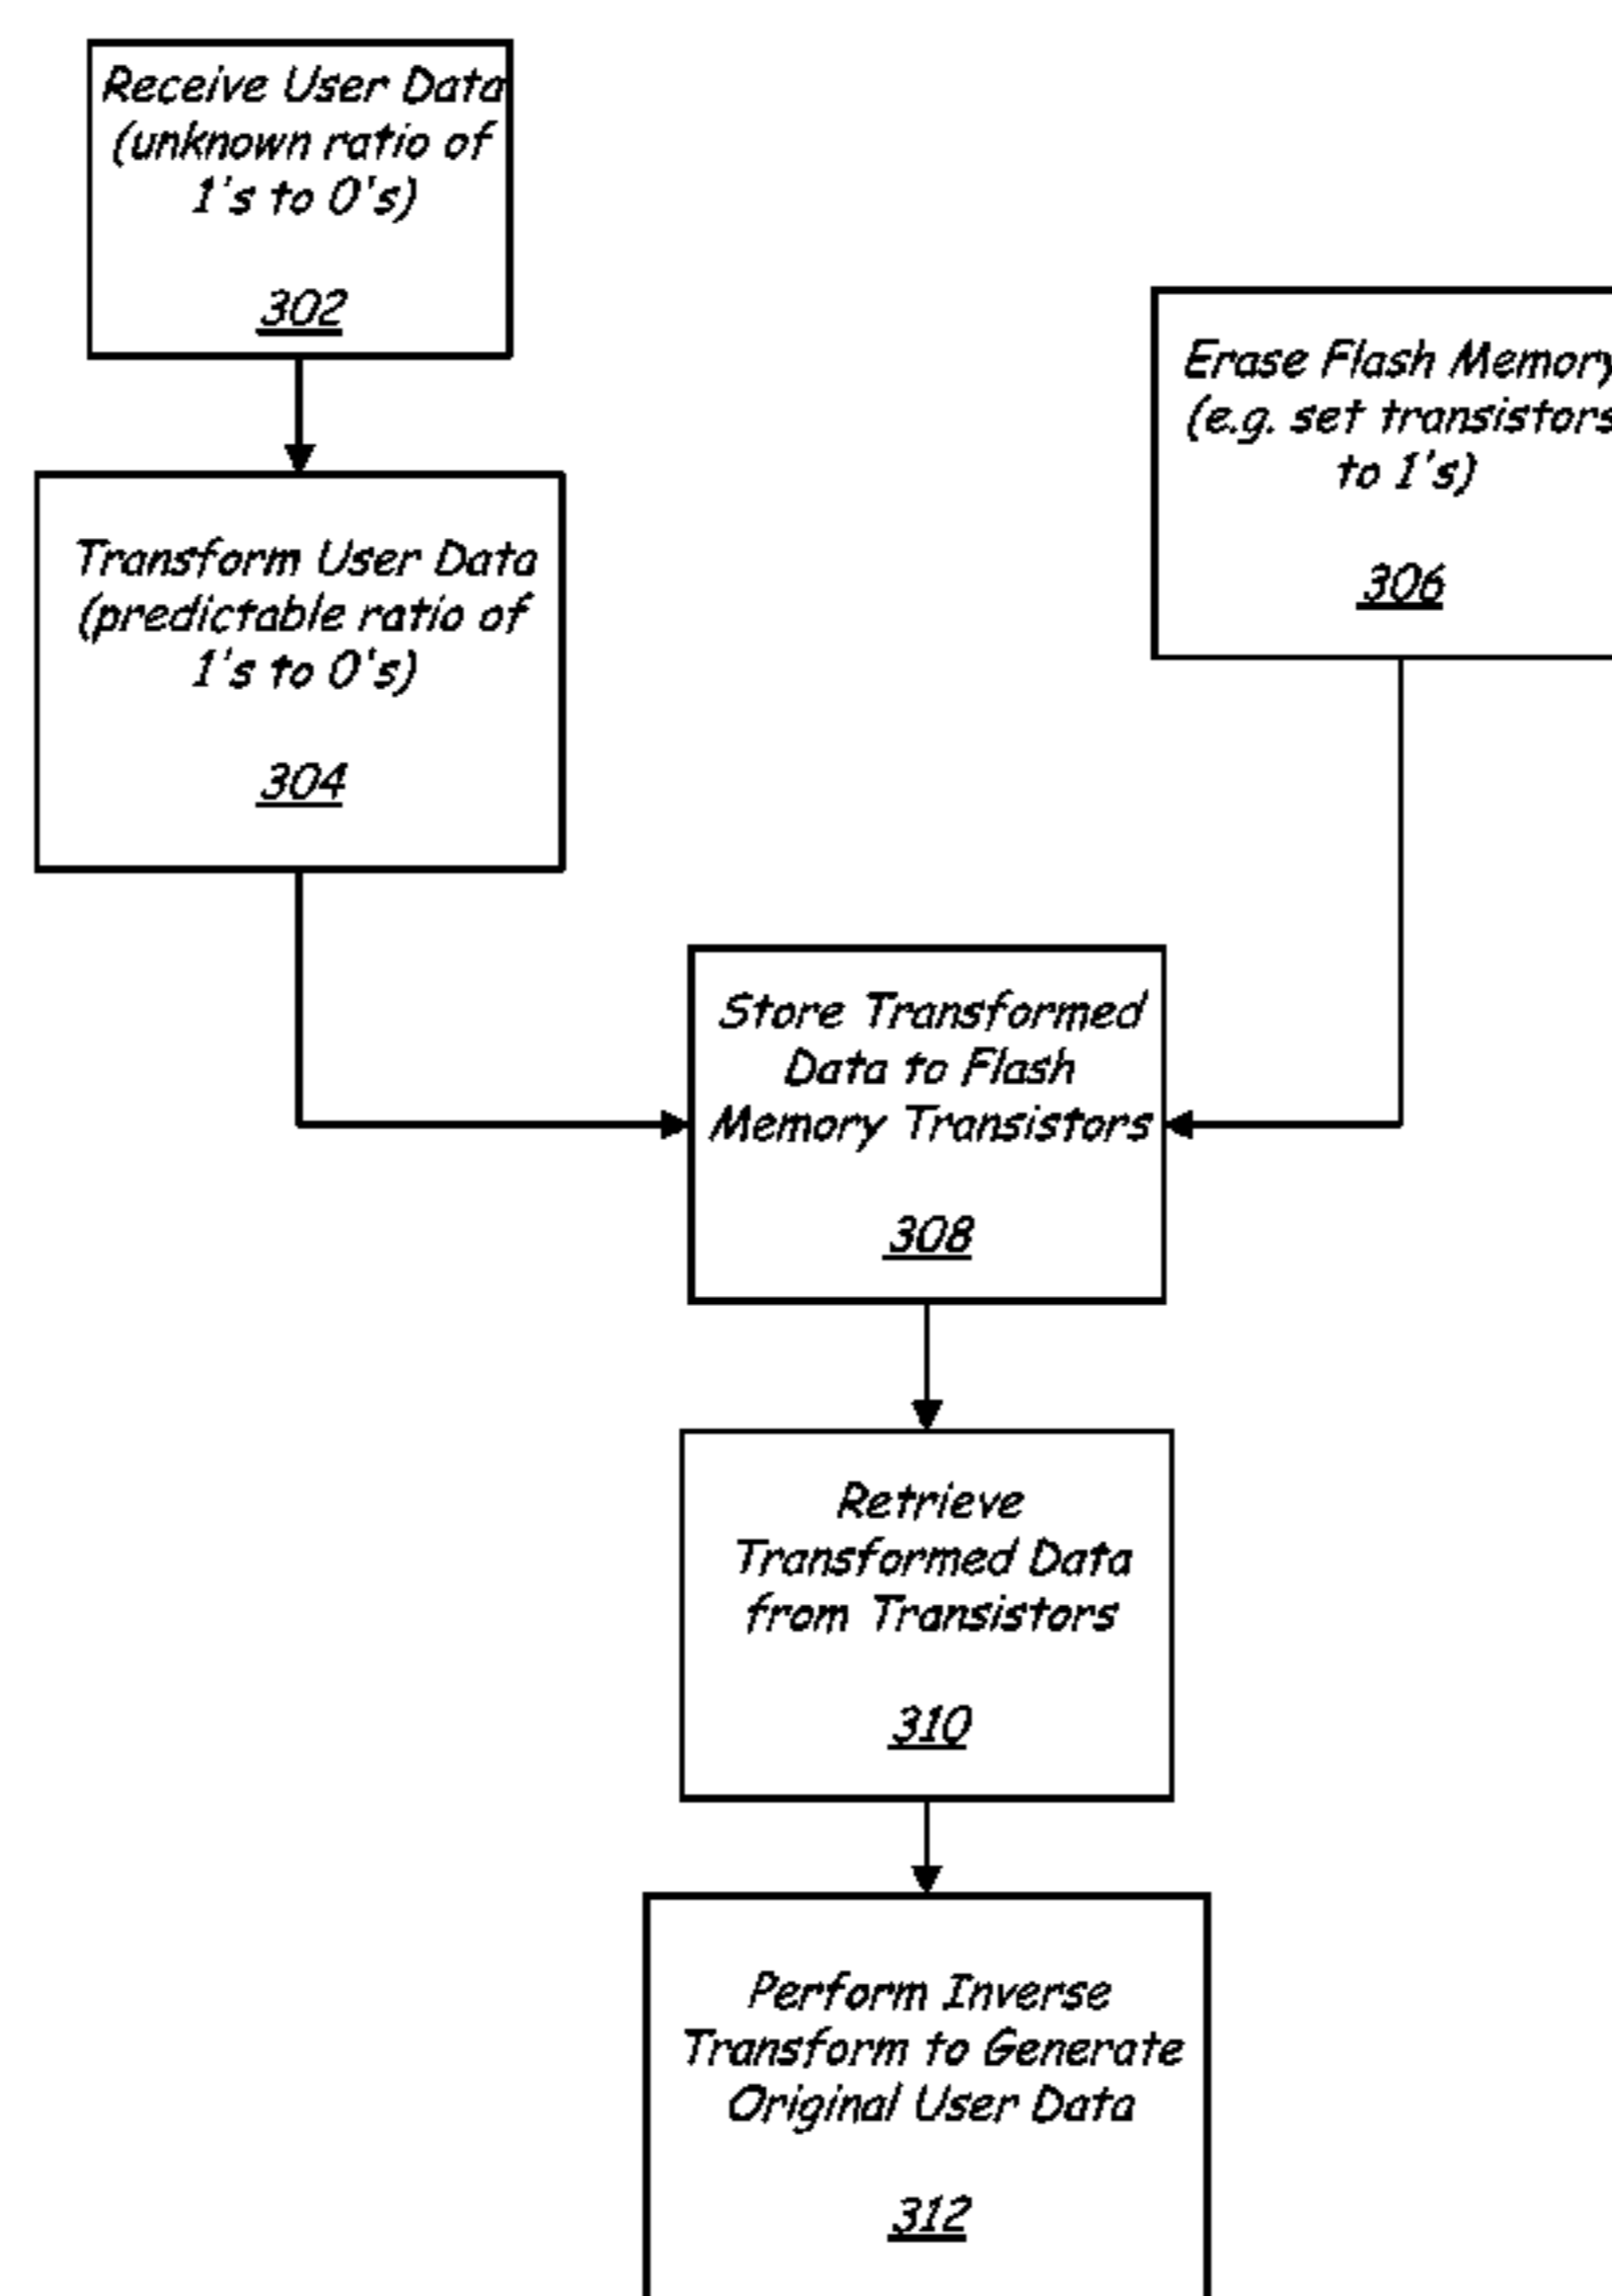 Receive User Data
(unknown ratio of
1's to 0's)
302
Transform User Data
(predictable ratio of
1's to 0's)
304
Erase Flash Memory
(e.g. set transistors
to 1's)
306
Store Transformed
Data to Flash
Memory Transistors
308
Retrieve
Transformed Data
from Transistors
310
Perform Inverse
Transform to Generate
Original User Data
312